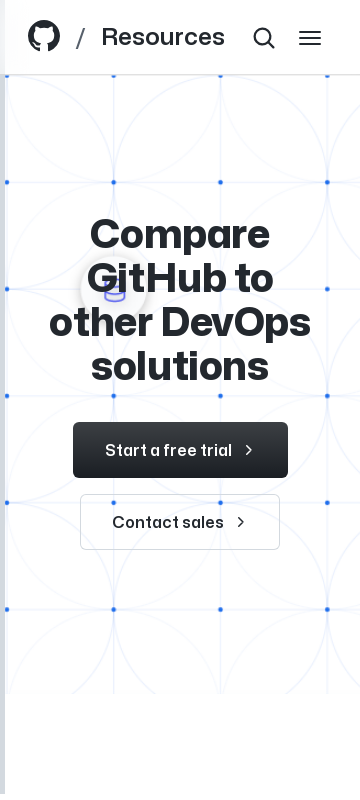 / Resources
Compare
GitHub to
other DevOps
solutions
Start a free trial
Contact sales